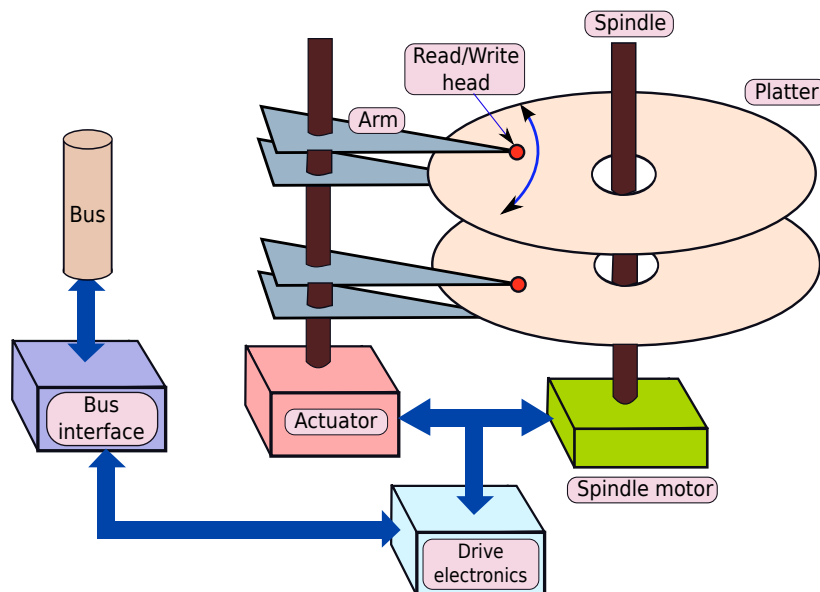 Spindle
Read/Write
head
Platter
Arm
Bus
Bus
interface
Actuator
Spindle motor
Drive
electronics